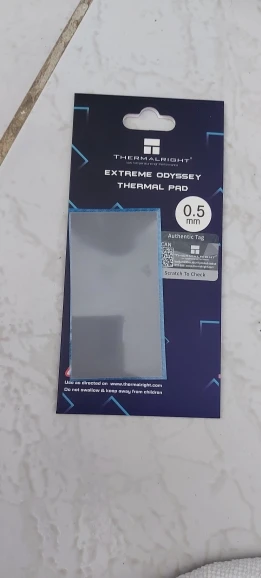 THERMALRIGHT
EXTREME ODYSSEY
THERMAL PAD
0.5
mm
Authentic Tag
SCAN
Scratch To Check
Use as directed on www.thermalright.com
Do not swallow & keep away from children